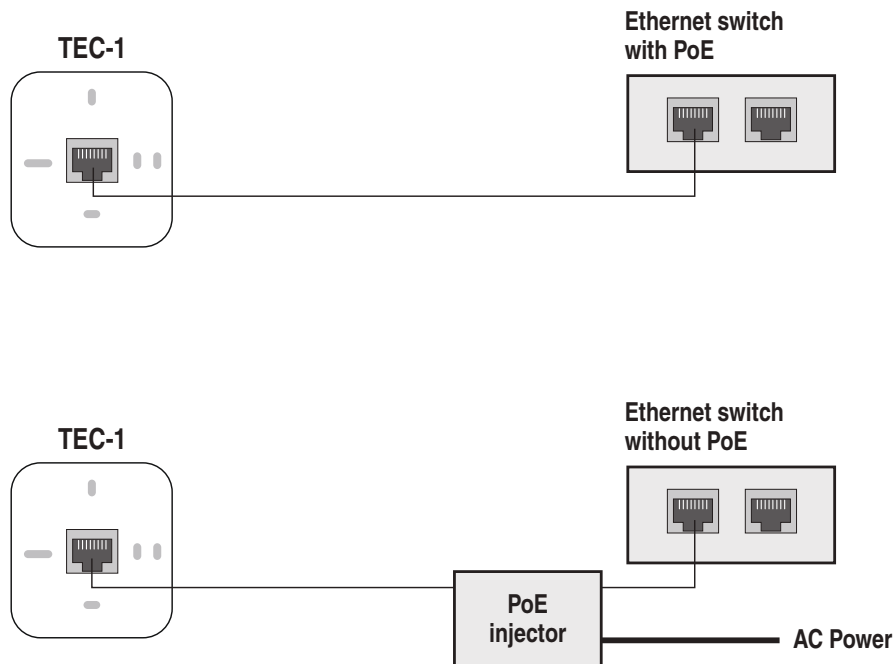 TEC-1
Ethernet switch
with PoE
TEC-1
Ethernet switch
without PoE
PoE
injector
AC Power